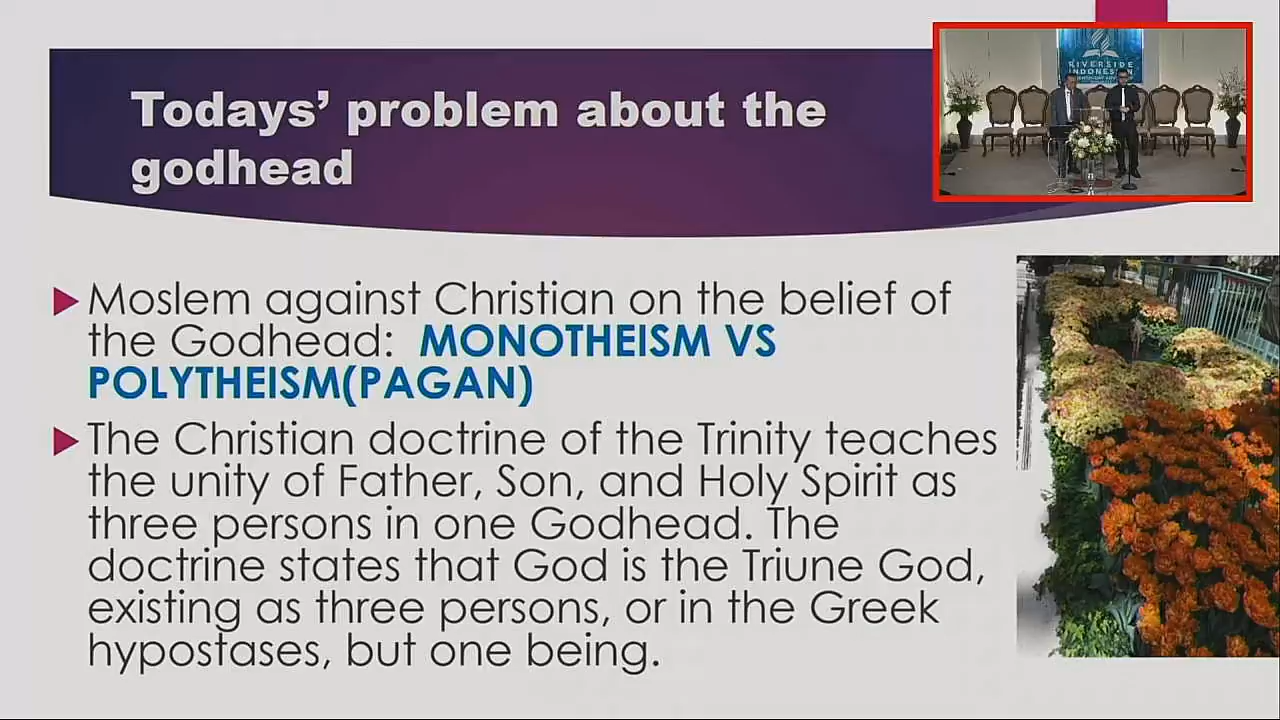 Todays’ problem about the
godhead
RIVERSIDE
INDONESIAN
Moslem against Christian on the belief of
the Godhead: MONOTHEISM VS
POLYTHEISM(PAGAN)
The Christian doctrine of the Trinity teaches
the unity of Father, Son, and Holy Spirit as
three persons in one Godhead. The
doctrine states that God is the Triune God,
existing as three persons, or in the Greek
hypostases, but one being.